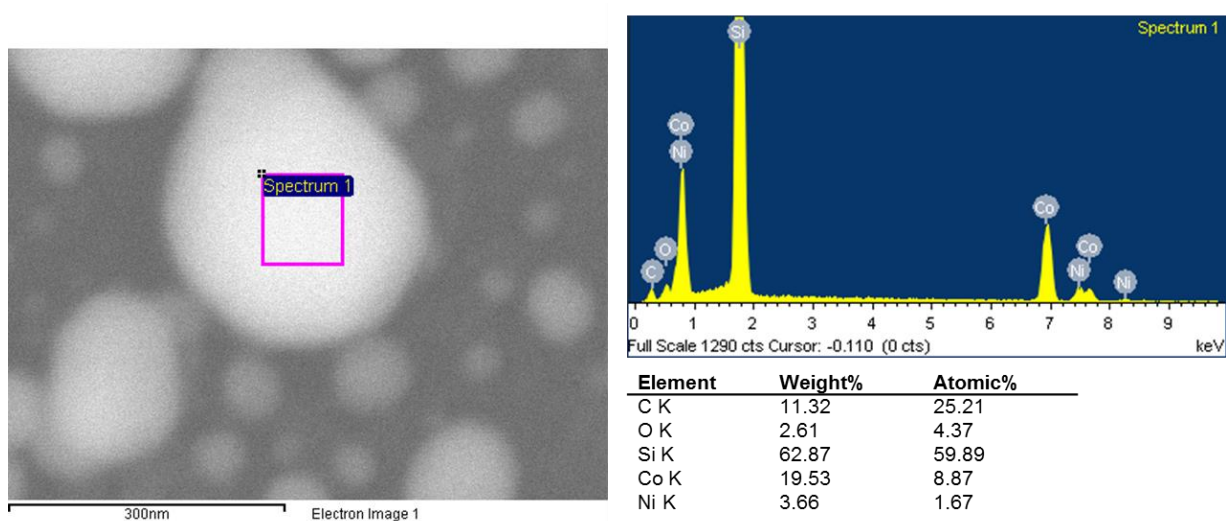 Spectrum 1
300nm
Electron Image 1
Spectrum 1
Si
Co
Ni
O
C
Co
Co
Ni
Ni
0 1 2 3 4 5 6 7 8 9
Full Scale 1290 cts Cursor: -0.110 (0 cts) keV
Element Weight% Atomic%
C K 11.32 25.21
O K 2.61 4.37
Si K 62.87 59.89
Co K 19.53 8.87
Ni K 3.66 1.67